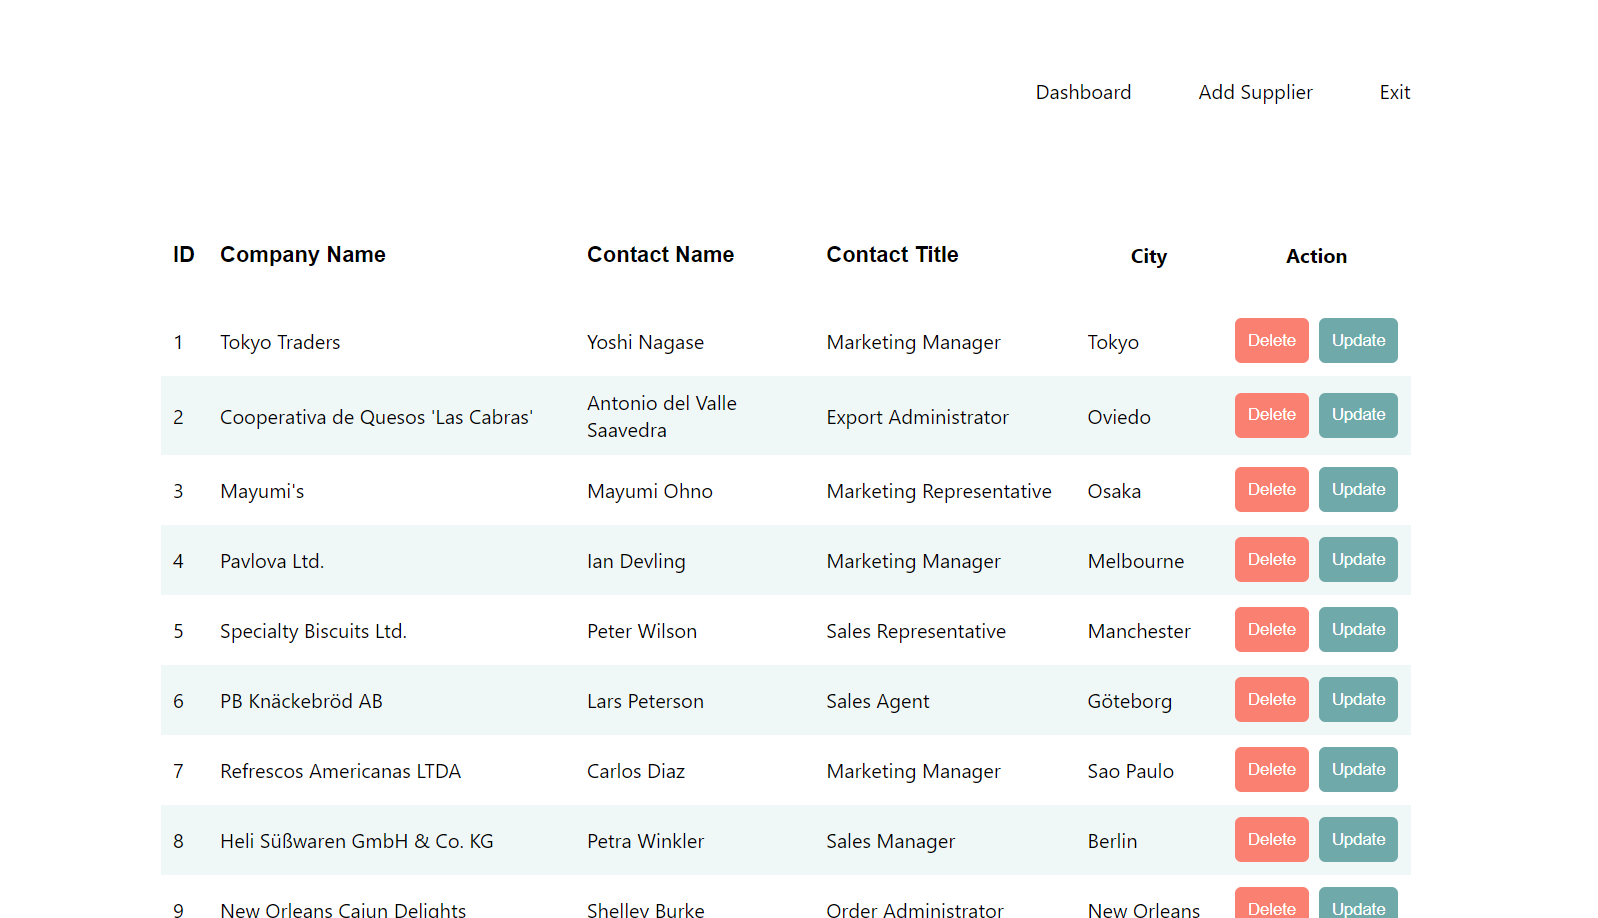 Dashboard Add Supplier Exit
ID Company Name Contact Name Contact Title City Action
1 Tokyo Traders Yoshi Nagase Marketing Manager Tokyo Delete Update
2 Cooperativa de Quesos 'Las Cabras' Antonio del Valle Saavedra Export Administrator Oviedo Delete Update
3 Mayumi's Mayumi Ohno Marketing Representative Osaka Delete Update
4 Pavlova Ltd. Ian Devling Marketing Manager Melbourne Delete Update
5 Specialty Biscuits Ltd. Peter Wilson Sales Representative Manchester Delete Update
6 PB Knäckebröd AB Lars Peterson Sales Agent Göteborg Delete Update
7 Refrescos Americanas LTDA Carlos Diaz Marketing Manager Sao Paulo Delete Update
8 Heli Süßwaren GmbH & Co. KG Petra Winkler Sales Manager Berlin Delete Update
9 New Orleans Cajun Delights Shelley Burke Order Administrator New Orleans Delete Update